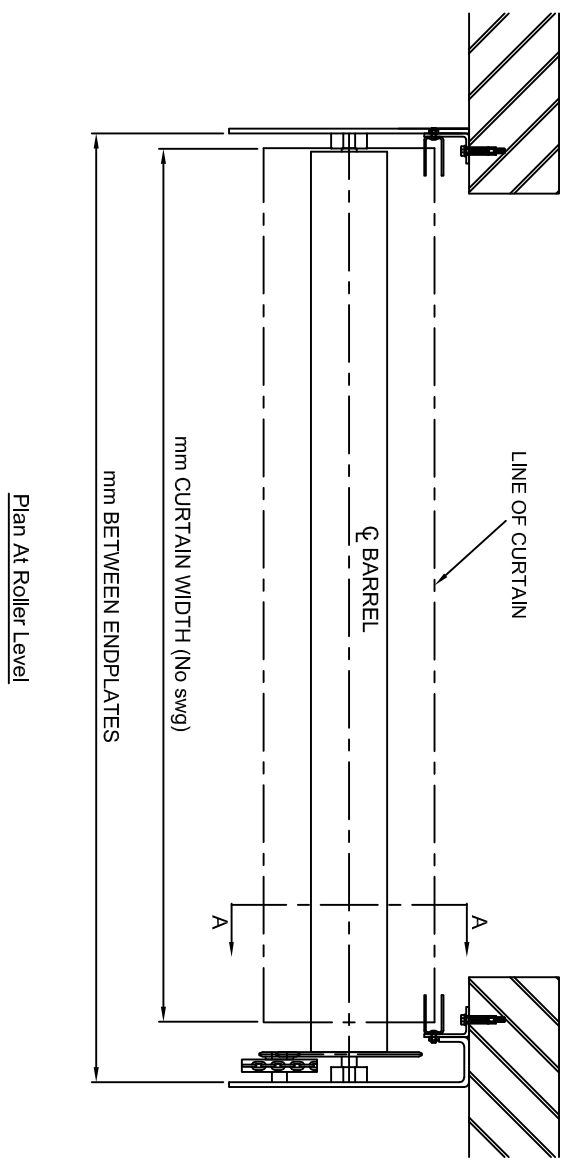 LINE OF CURTAIN
℄ BARREL
A
A
mm CURTAIN WIDTH (No swg)
mm BETWEEN ENDPLATES
Plan At Roller Level